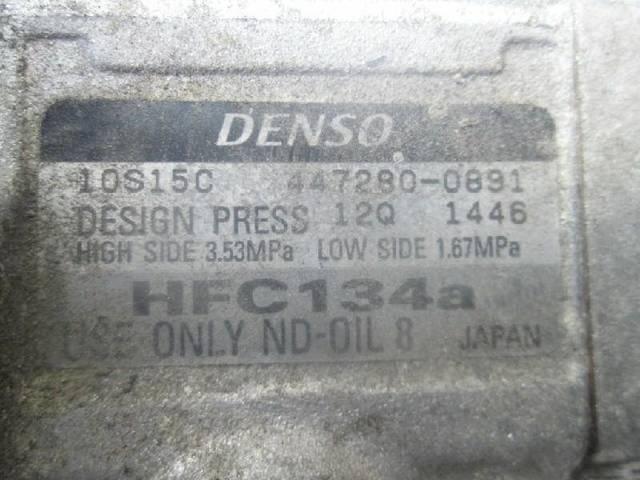 DENSO
10S15C 447280-0891
DESIGN PRESS 12Q 1446
HIGH SIDE 3.53MPa LOW SIDE 1.67MPa
HFC134a
USE ONLY ND-OIL 8 JAPAN